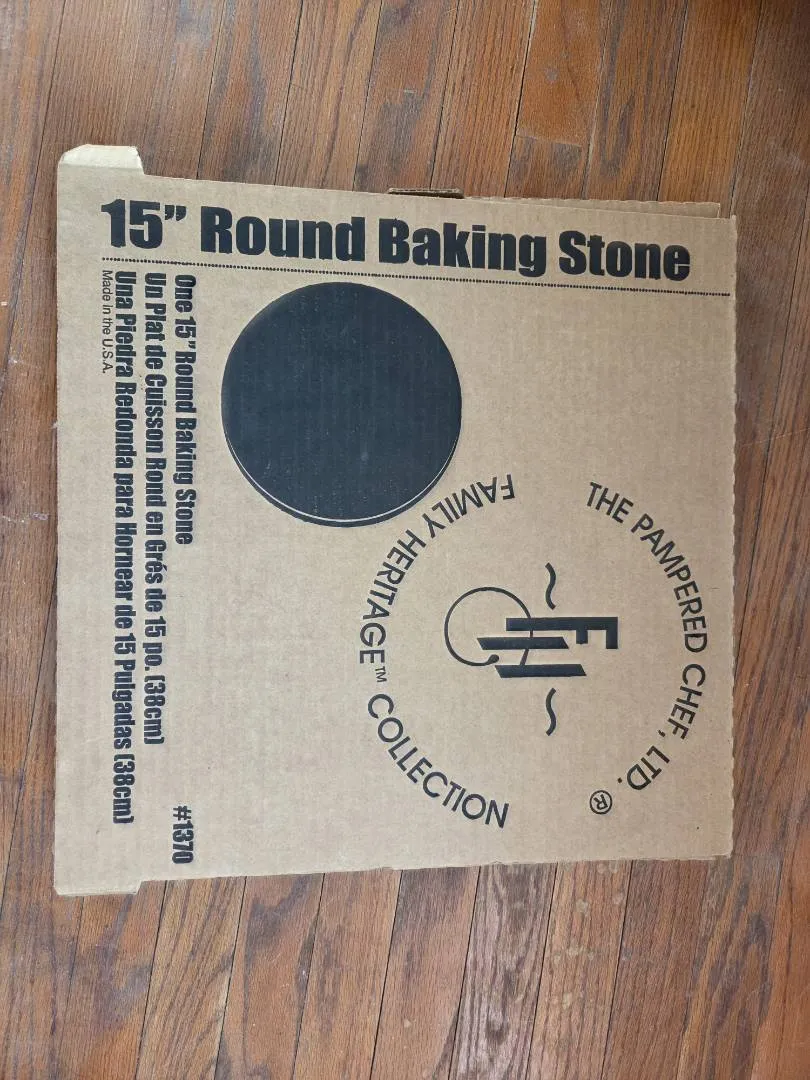 15” Round Baking Stone
THE PAMPERED CHEF, LTD.®
FH
FAMILY HERITAGE™ COLLECTION
One 15” Round Baking Stone
Un Plat de Cuisson Rond en Grés de 15 po. (38cm)
Una Piedra Redonda para Hornear de 15 Pulgadas (38cm)
Made in the U.S.A.
#1370